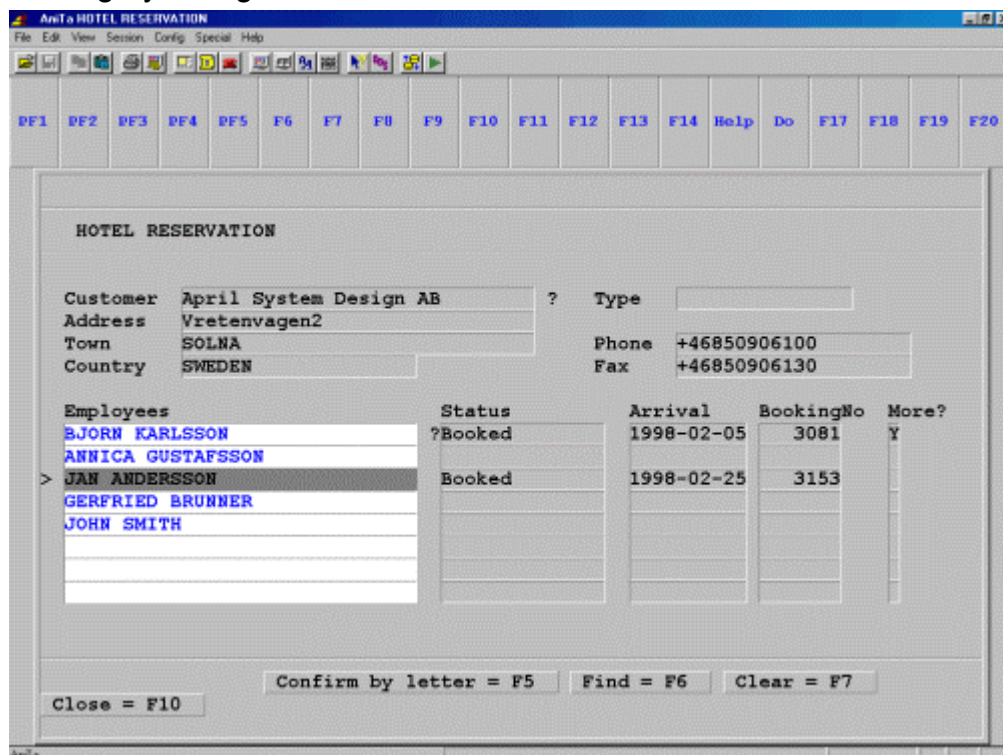 AniTa HOTEL RESERVATION
File Edit View Session Config Special Help
PF1 PF2 PF3 PF4 PF5 F6 F7 F8 F9 F10 F11 F12 F13 F14 Help Do F17 F18 F19 F20
HOTEL RESERVATION
Customer April System Design AB ? Type
Address Vretenvagen2
Town SOLNA Phone +46850906100
Country SWEDEN Fax +46850906130
Employees Status Arrival BookingNo More?
BJORN KARLSSON ?Booked 1998-02-05 3081 Y
ANNICA GUSTAFSSON
> JAN ANDERSSON Booked 1998-02-25 3153
GERFRIED BRUNNER
JOHN SMITH
Confirm by letter = F5 Find = F6 Clear = F7
Close = F10